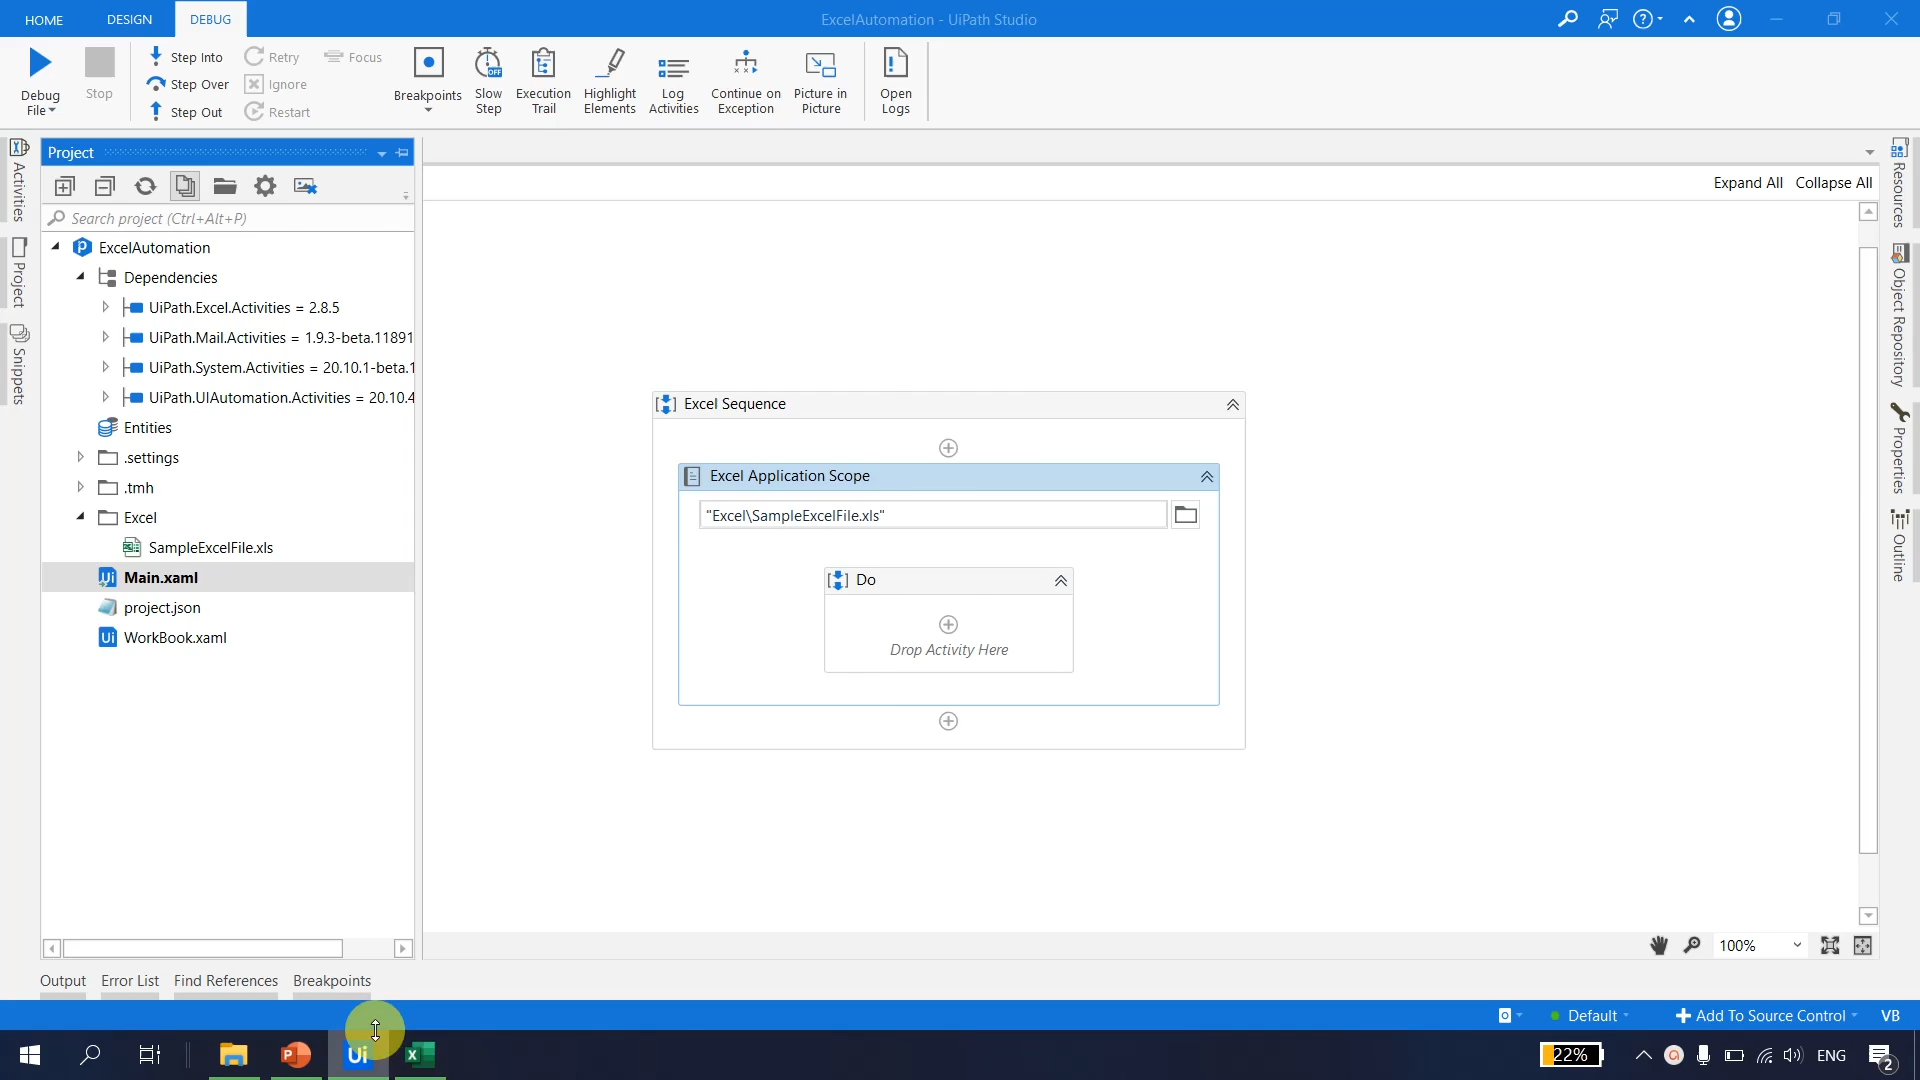 HOME
DESIGN
DEBUG
ExcelAutomation - UiPath Studio
Debug
File
Stop
Step Into
Step Over
Step Out
Retry
Ignore
Restart
Focus
Breakpoints
Slow
Step
OFF
Execution
Trail
Highlight
Elements
Log
Activities
Continue on
Exception
Picture in
Picture
Open
Logs
Activities
Project
Snippets
Project
Search project (Ctrl+Alt+P)
ExcelAutomation
Dependencies
UiPath.Excel.Activities = 2.8.5
UiPath.Mail.Activities = 1.9.3-beta.11891
UiPath.System.Activities = 20.10.1-beta.1
UiPath.UIAutomation.Activities = 20.10.4
Entities
.settings
.tmh
Excel
SampleExcelFile.xls
Main.xaml
project.json
WorkBook.xaml
Expand All
Collapse All
Excel Sequence
Excel Application Scope
"Excel\SampleExcelFile.xls"
Do
Drop Activity Here
Resources
Object Repository
Properties
Outline
100%
Output
Error List
Find References
Breakpoints
Default
Add To Source Control
VB
Ui
22%
ENG
2